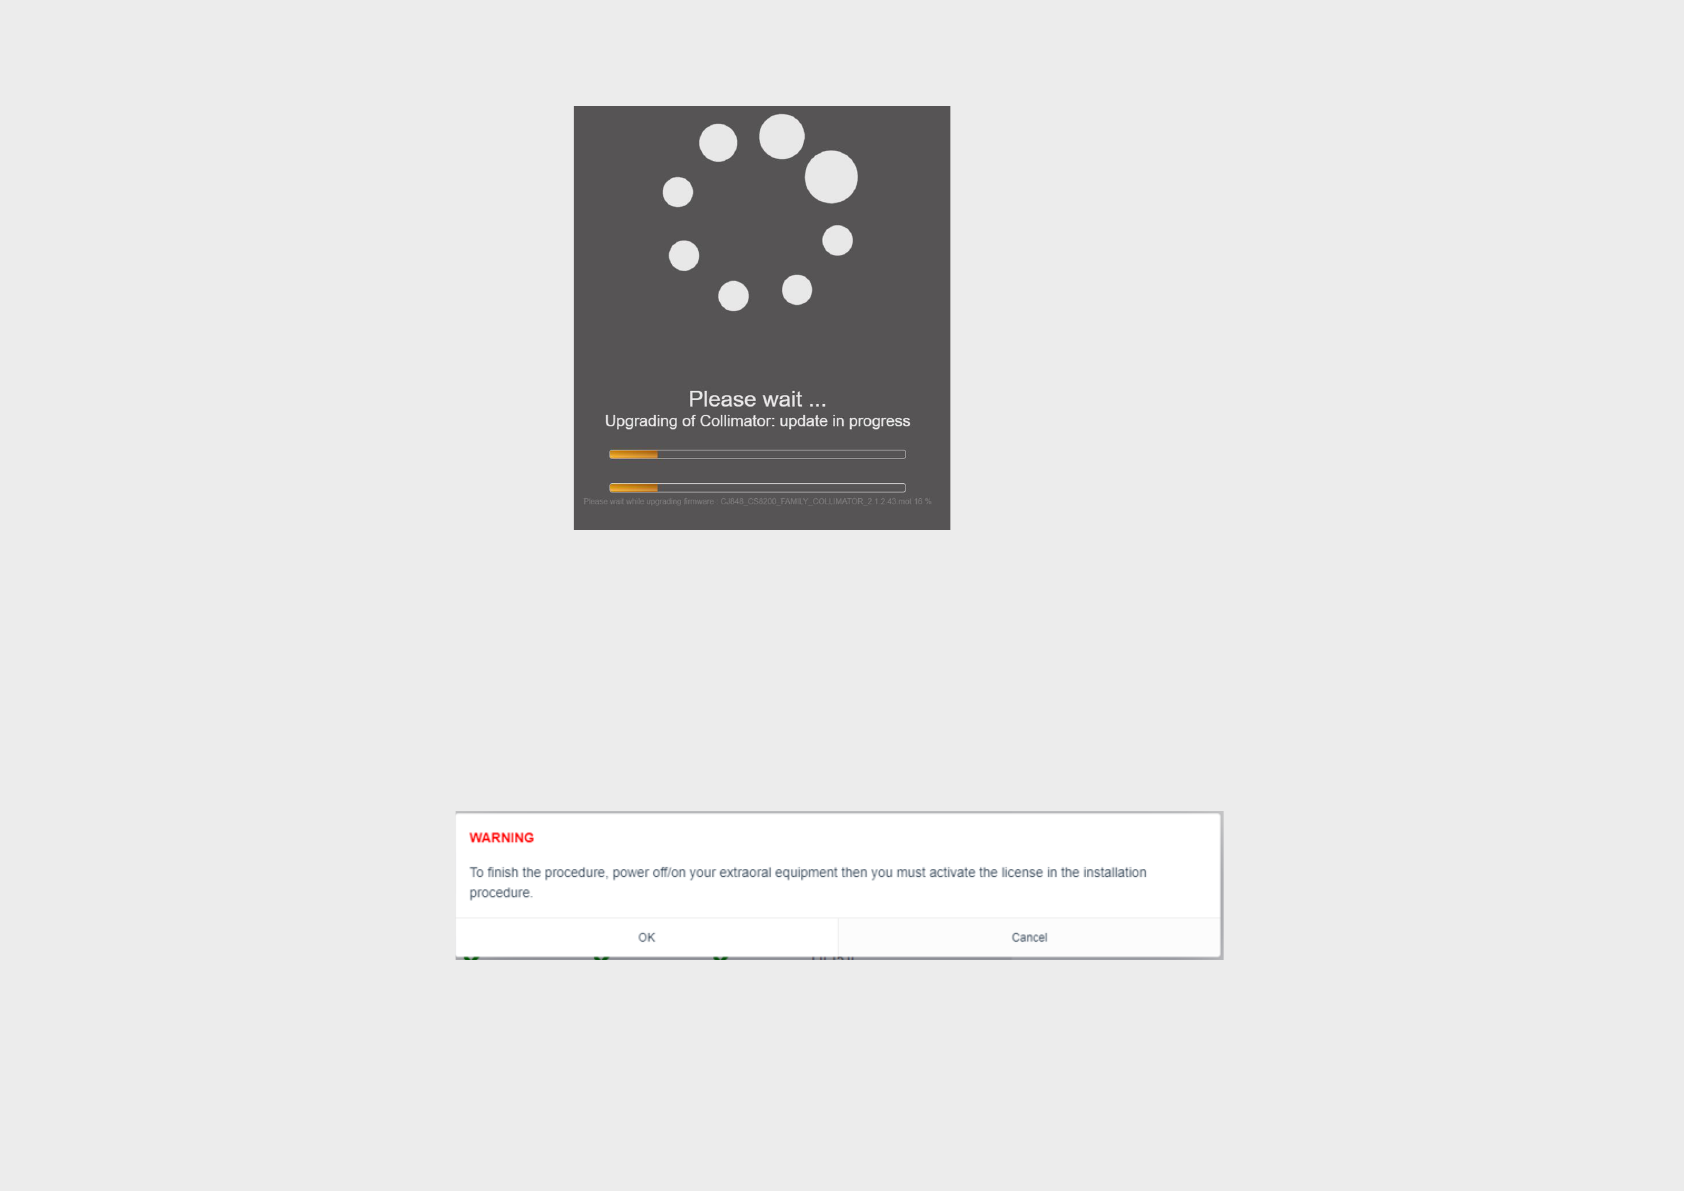 Please wait ...
Upgrading of Collimator: update in progress
Please wait while upgrading firmware : CJ648_CS8200_FAMILY_COLLIMATOR_2.1.2.43.mot 16 %
WARNING
To finish the procedure, power off/on your extraoral equipment then you must activate the license in the installation
procedure.
OK
Cancel